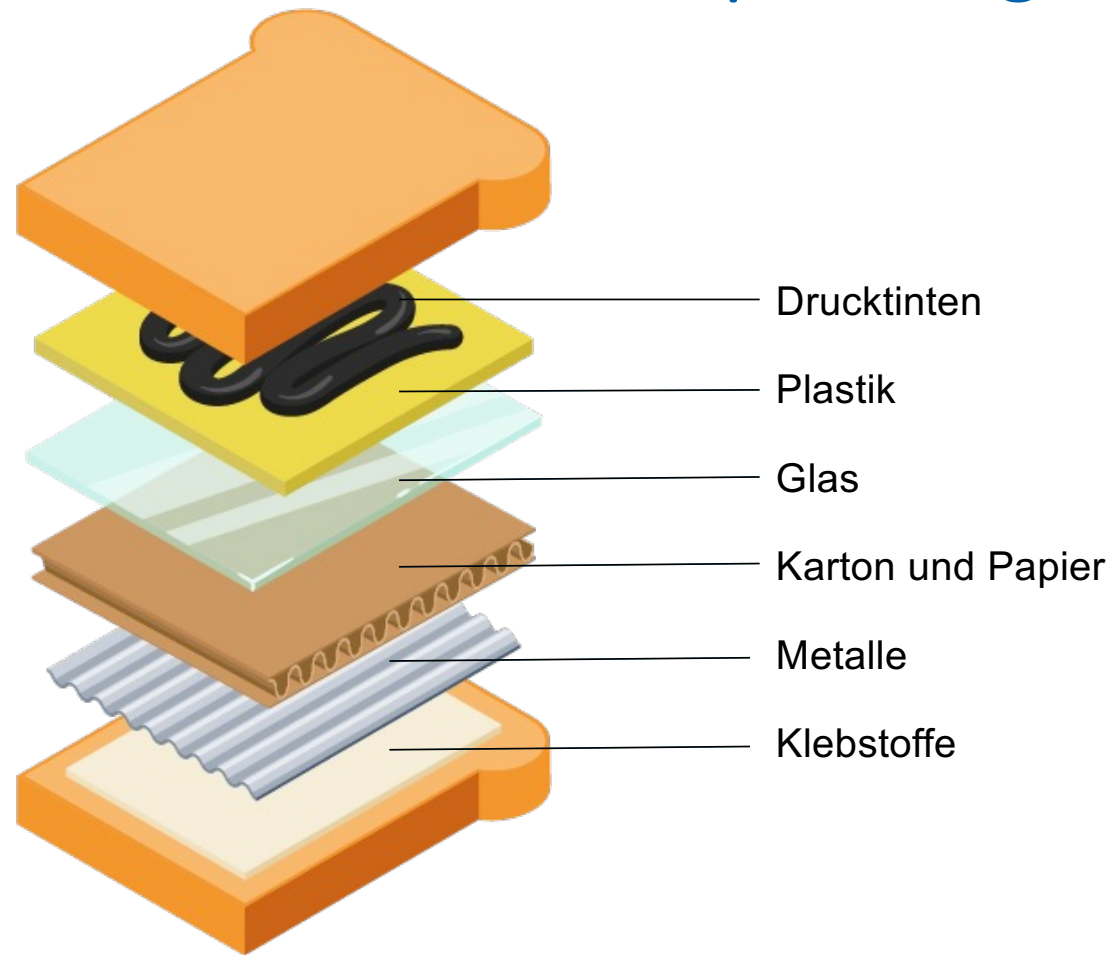 Drucktinten
Plastik
Glas
Karton und Papier
Metalle
Klebstoffe